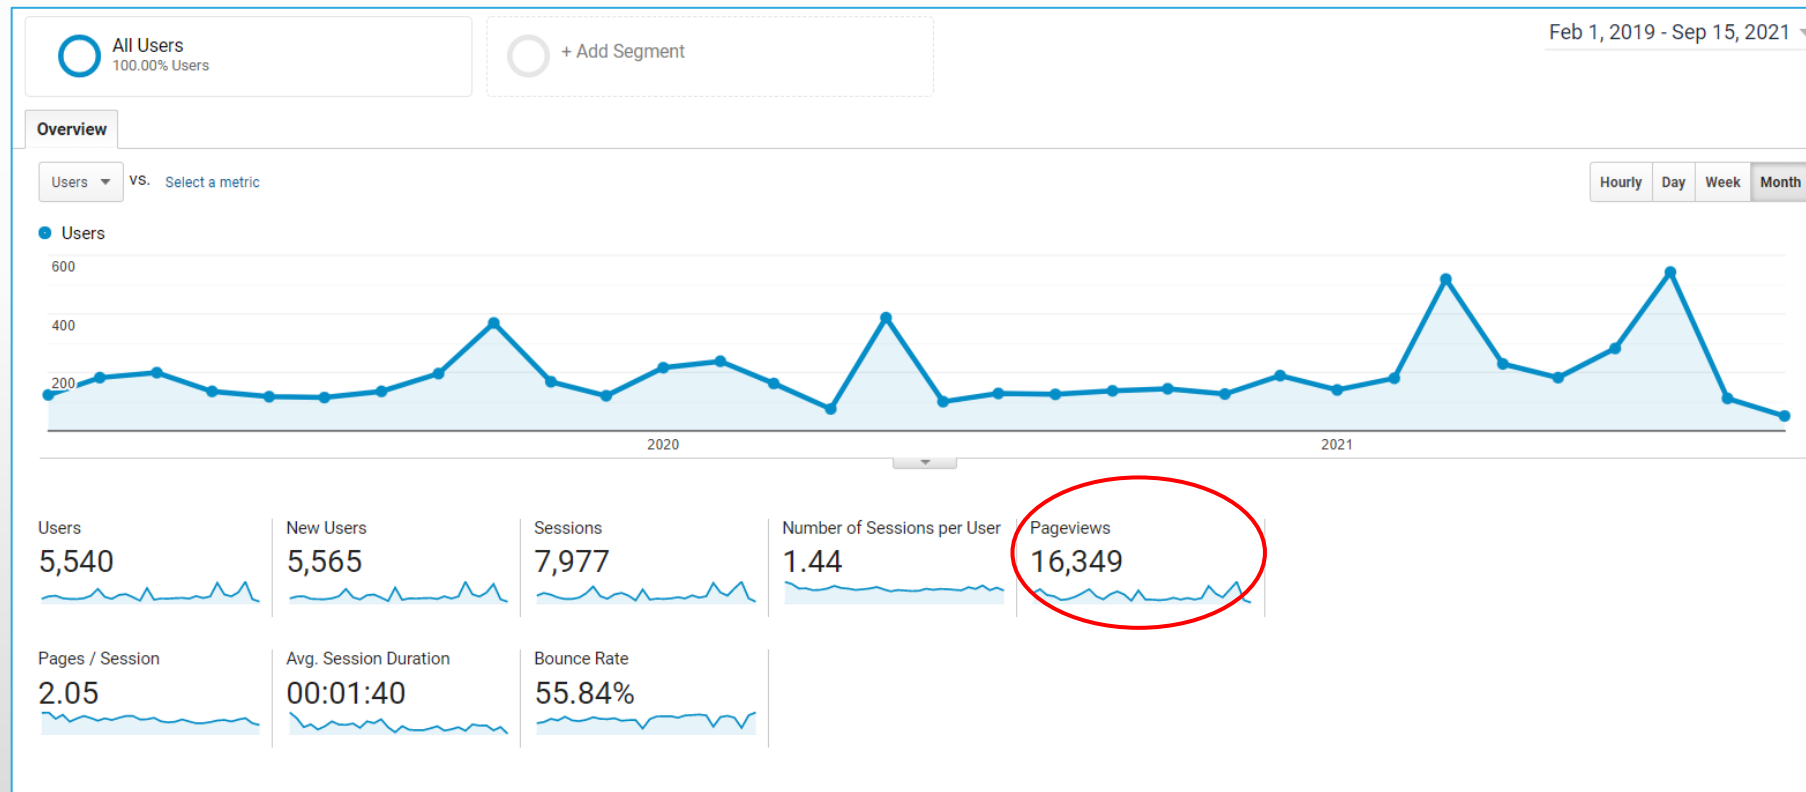 All Users
100.00% Users
+ Add Segment
Feb 1, 2019 - Sep 15, 2021
Overview
Users
VS.
Select a metric
Hourly
Day
Week
Month
Users
600
400
200
2020
2021
Users
5,540
New Users
5,565
Sessions
7,977
Number of Sessions per User
1.44
Pageviews
16,349
Pages / Session
2.05
Avg. Session Duration
00:01:40
Bounce Rate
55.84%